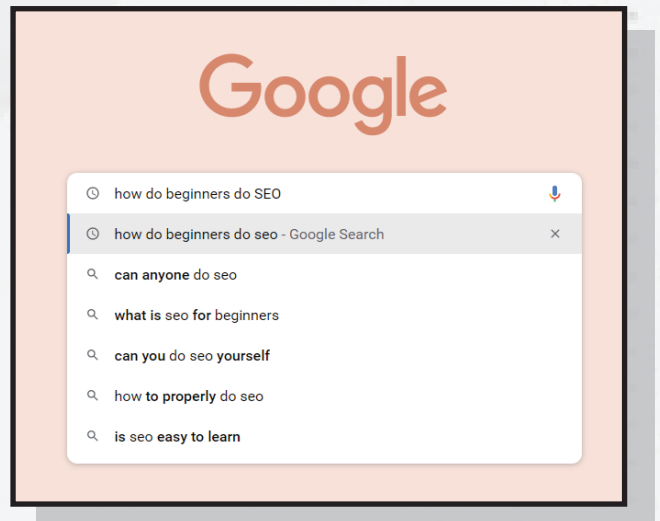 Google
how do beginners do SEO
how do beginners do seo - Google Search
can anyone do seo
what is seo for beginners
can you do seo yourself
how to properly do seo
is seo easy to learn